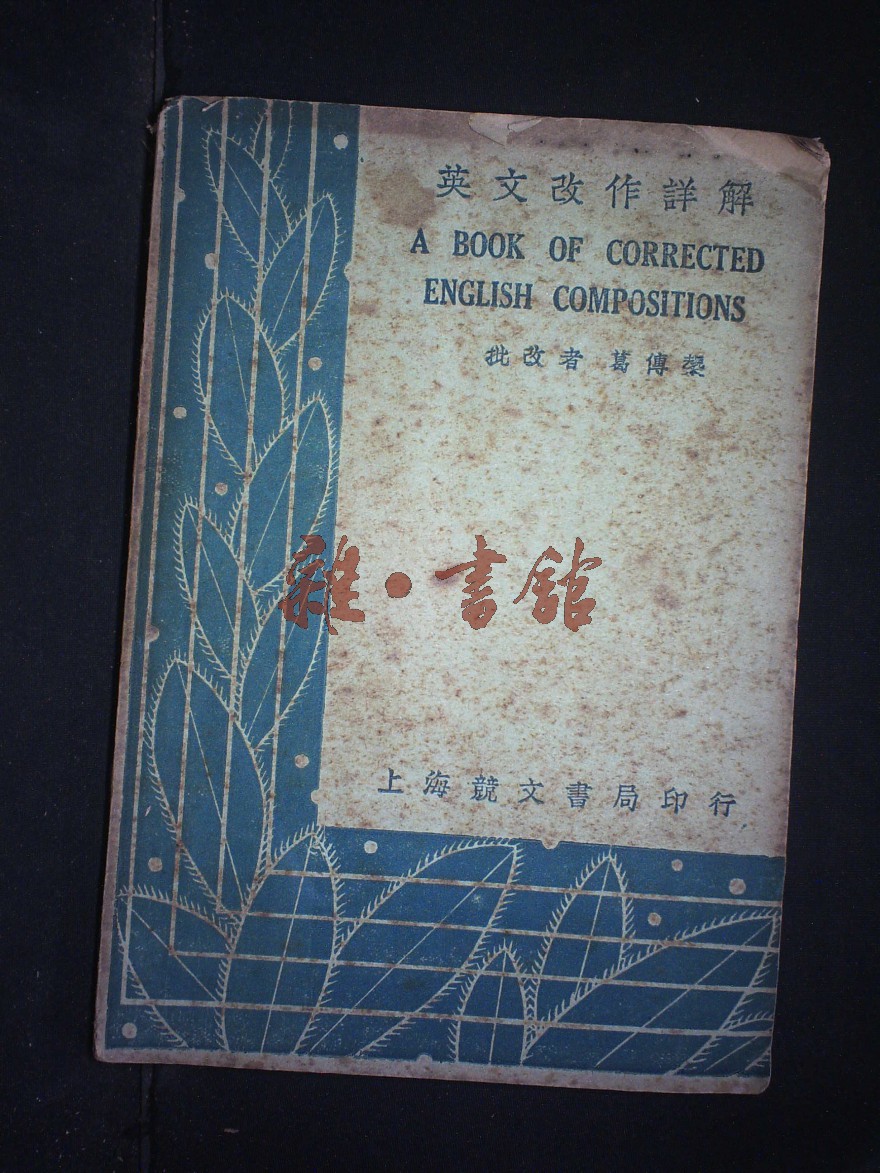 英文改作詳解
A BOOK OF CORRECTED
ENGLISH COMPOSITIONS
批改者 葛傳槼
雜·書館
上海競文書局印行